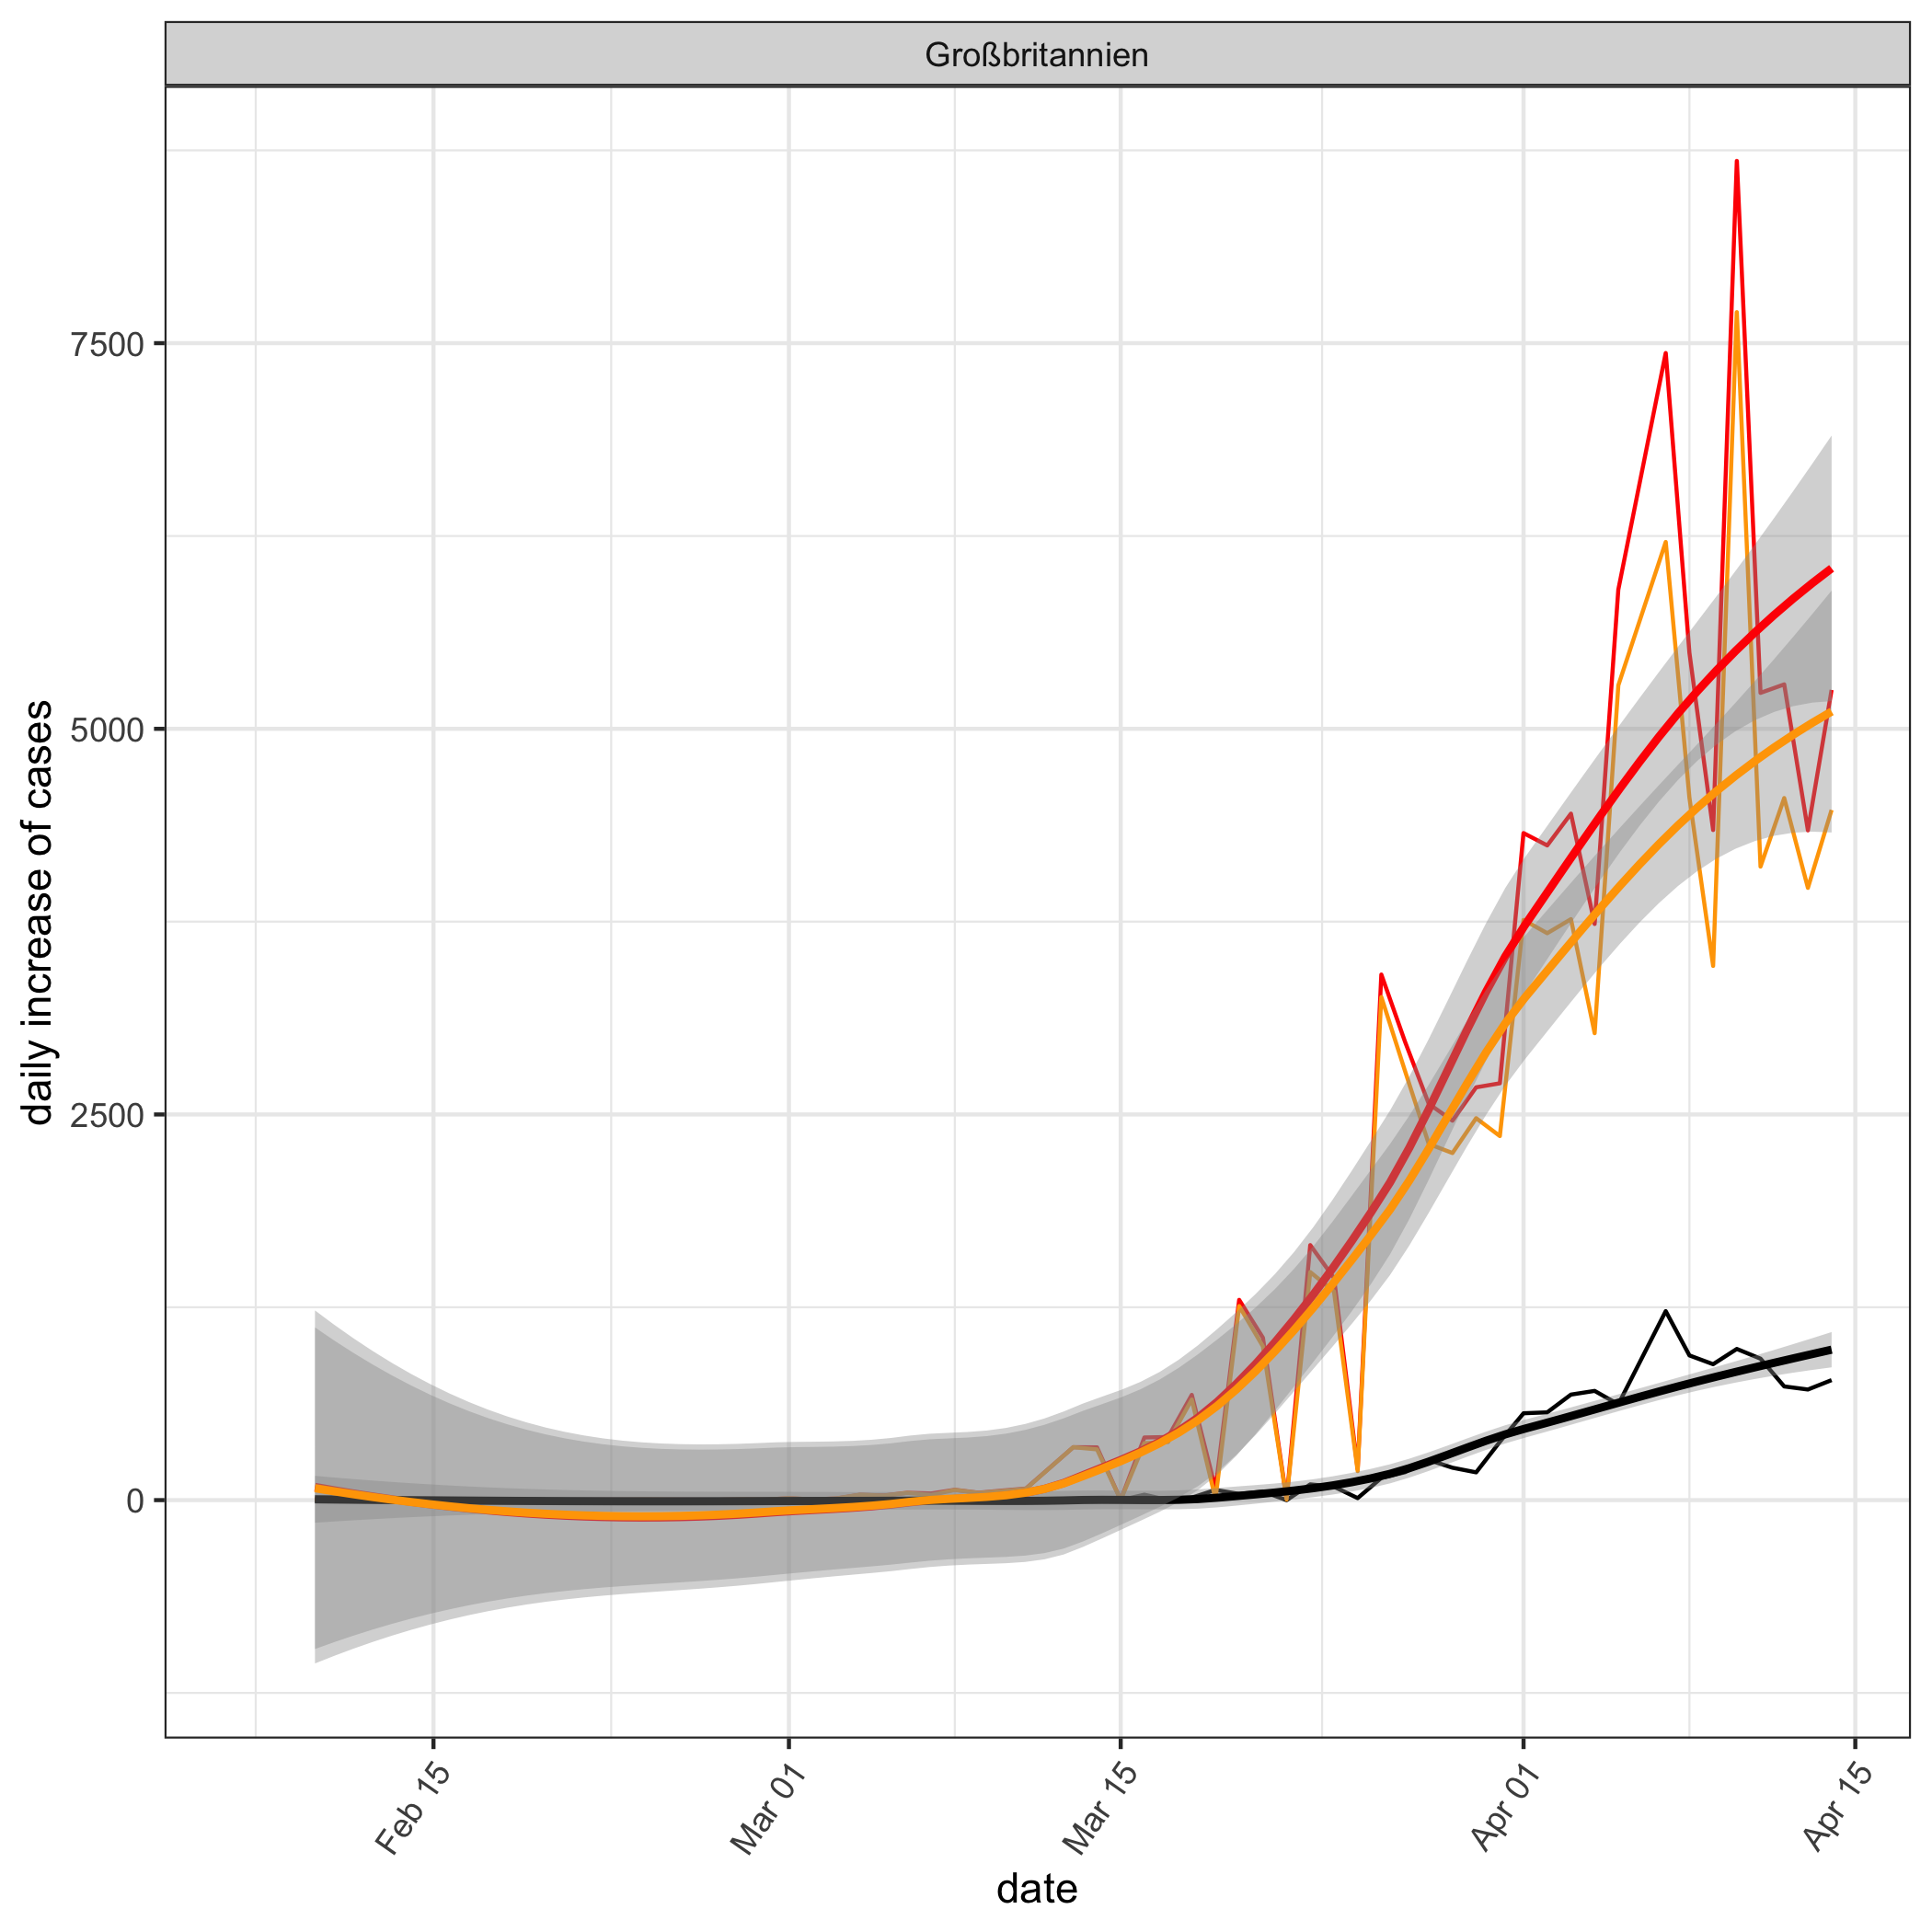 Großbritannien
daily increase of cases
7500
5000
2500
0
Feb 15
Mar 01
Mar 15
Apr 01
Apr 15
date